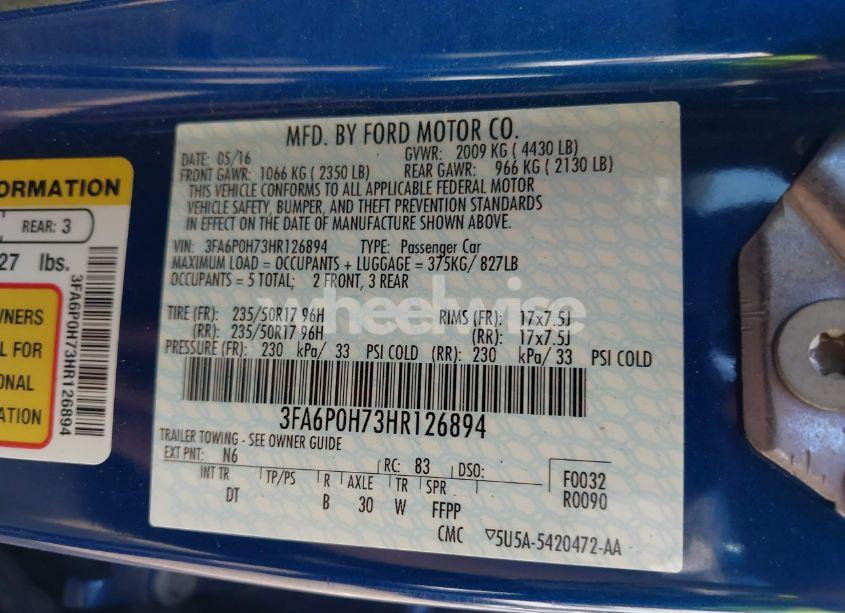 MFD. BY FORD MOTOR CO.
DATE: 05/16 GVWR: 2009 KG ( 4430 LB)
FRONT GAWR: 1066 KG ( 2350 LB) REAR GAWR: 966 KG ( 2130 LB)
THIS VEHICLE CONFORMS TO ALL APPLICABLE FEDERAL MOTOR
VEHICLE SAFETY, BUMPER, AND THEFT PREVENTION STANDARDS
IN EFFECT ON THE DATE OF MANUFACTURE SHOWN ABOVE.
VIN: 3FA6P0H73HR126894 TYPE: Passenger Car
MAXIMUM LOAD = OCCUPANTS + LUGGAGE = 375KG/ 827LB
OCCUPANTS = 5 TOTAL; 2 FRONT, 3 REAR
wheelwise
TIRE (FR): 235/50R17 96H RIMS (FR): 17x7.5J
(RR): 235/50R17 96H (RR): 17x7.5J
PRESSURE (FR): 230 kPa/ 33 PSI COLD (RR): 230 kPa/ 33 PSI COLD
3FA6P0H73HR126894
TRAILER TOWING - SEE OWNER GUIDE
EXT PNT: N6 RC: 83 DSO: F0032
R0090
INT TR TP/PS R AXLE TR SPR
DT B 30 W FFPP
CMC ▽5U5A-5420472-AA
FORMATION
REAR: 3
27 lbs.
3FA6P0H73HR126894
WNERS
L FOR
ONAL
ATION